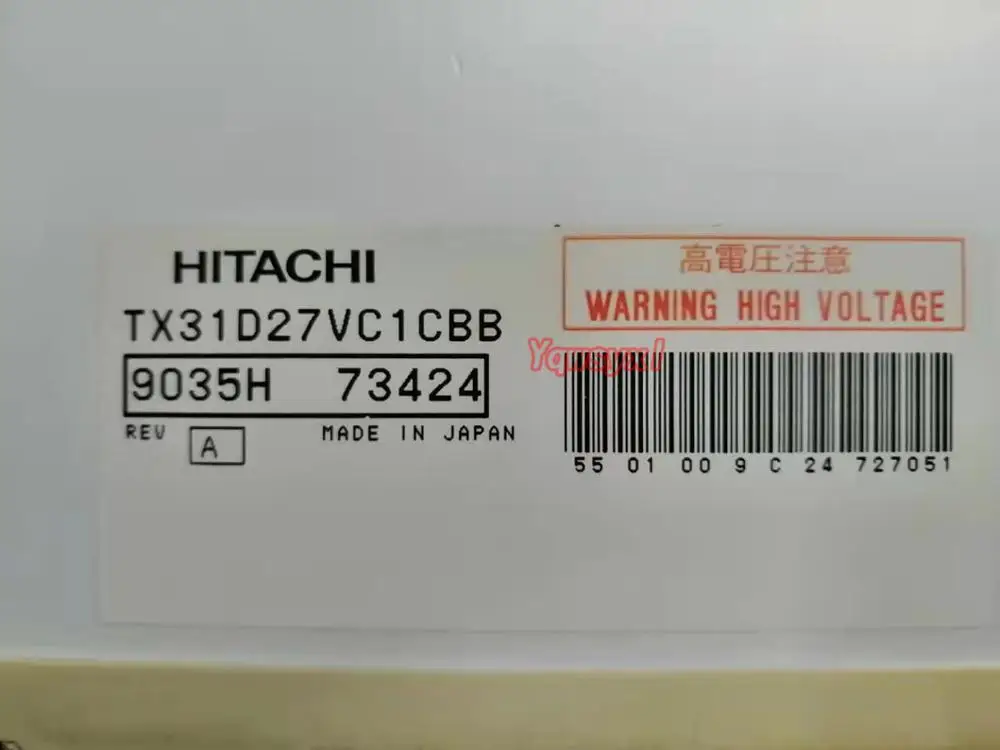 HITACHI
TX31D27VC1CBB
9035H 73424
REV A MADE IN JAPAN
高電圧注意
WARNING HIGH VOLTAGE
55 01 00 9 C 24 727051